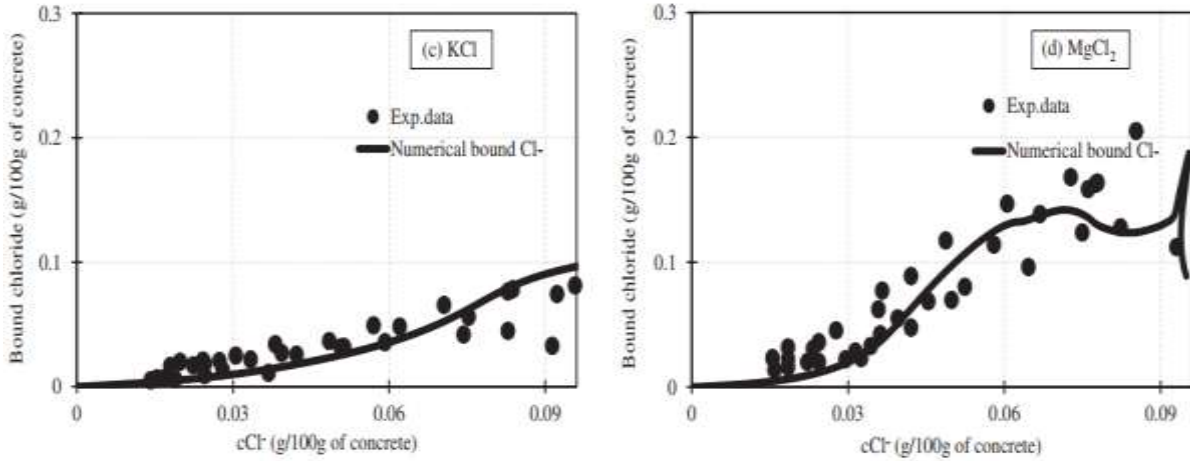 Bound chloride (g/100g of concrete)
0.3
0.2
0.1
0
(c) KCl
Exp.data
Numerical bound Cl-
0
0.03
0.06
0.09
cCl⁻ (g/100g of concrete)
Bound chloride (g/100g of concrete)
0.3
0.2
0.1
0
(d) MgCl₂
Exp.data
Numerical bound Cl-
0
0.03
0.06
0.09
cCl⁻ (g/100g of concrete)